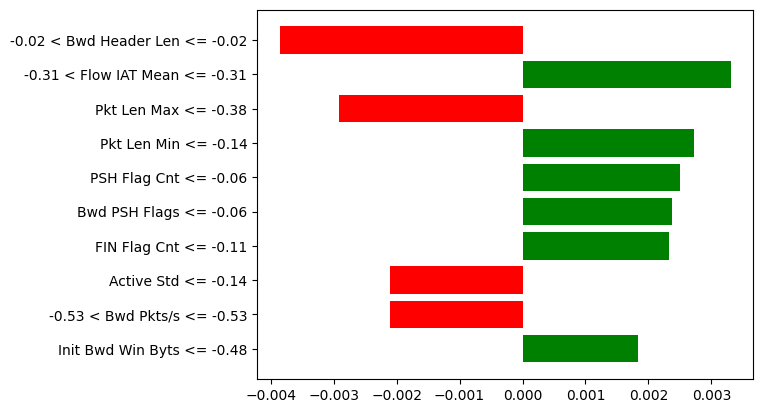 -0.02 < Bwd Header Len <= -0.02
-0.31 < Flow IAT Mean <= -0.31
Pkt Len Max <= -0.38
Pkt Len Min <= -0.14
PSH Flag Cnt <= -0.06
Bwd PSH Flags <= -0.06
FIN Flag Cnt <= -0.11
Active Std <= -0.14
-0.53 < Bwd Pkts/s <= -0.53
Init Bwd Win Byts <= -0.48
−0.004 −0.003 −0.002 −0.001 0.000 0.001 0.002 0.003